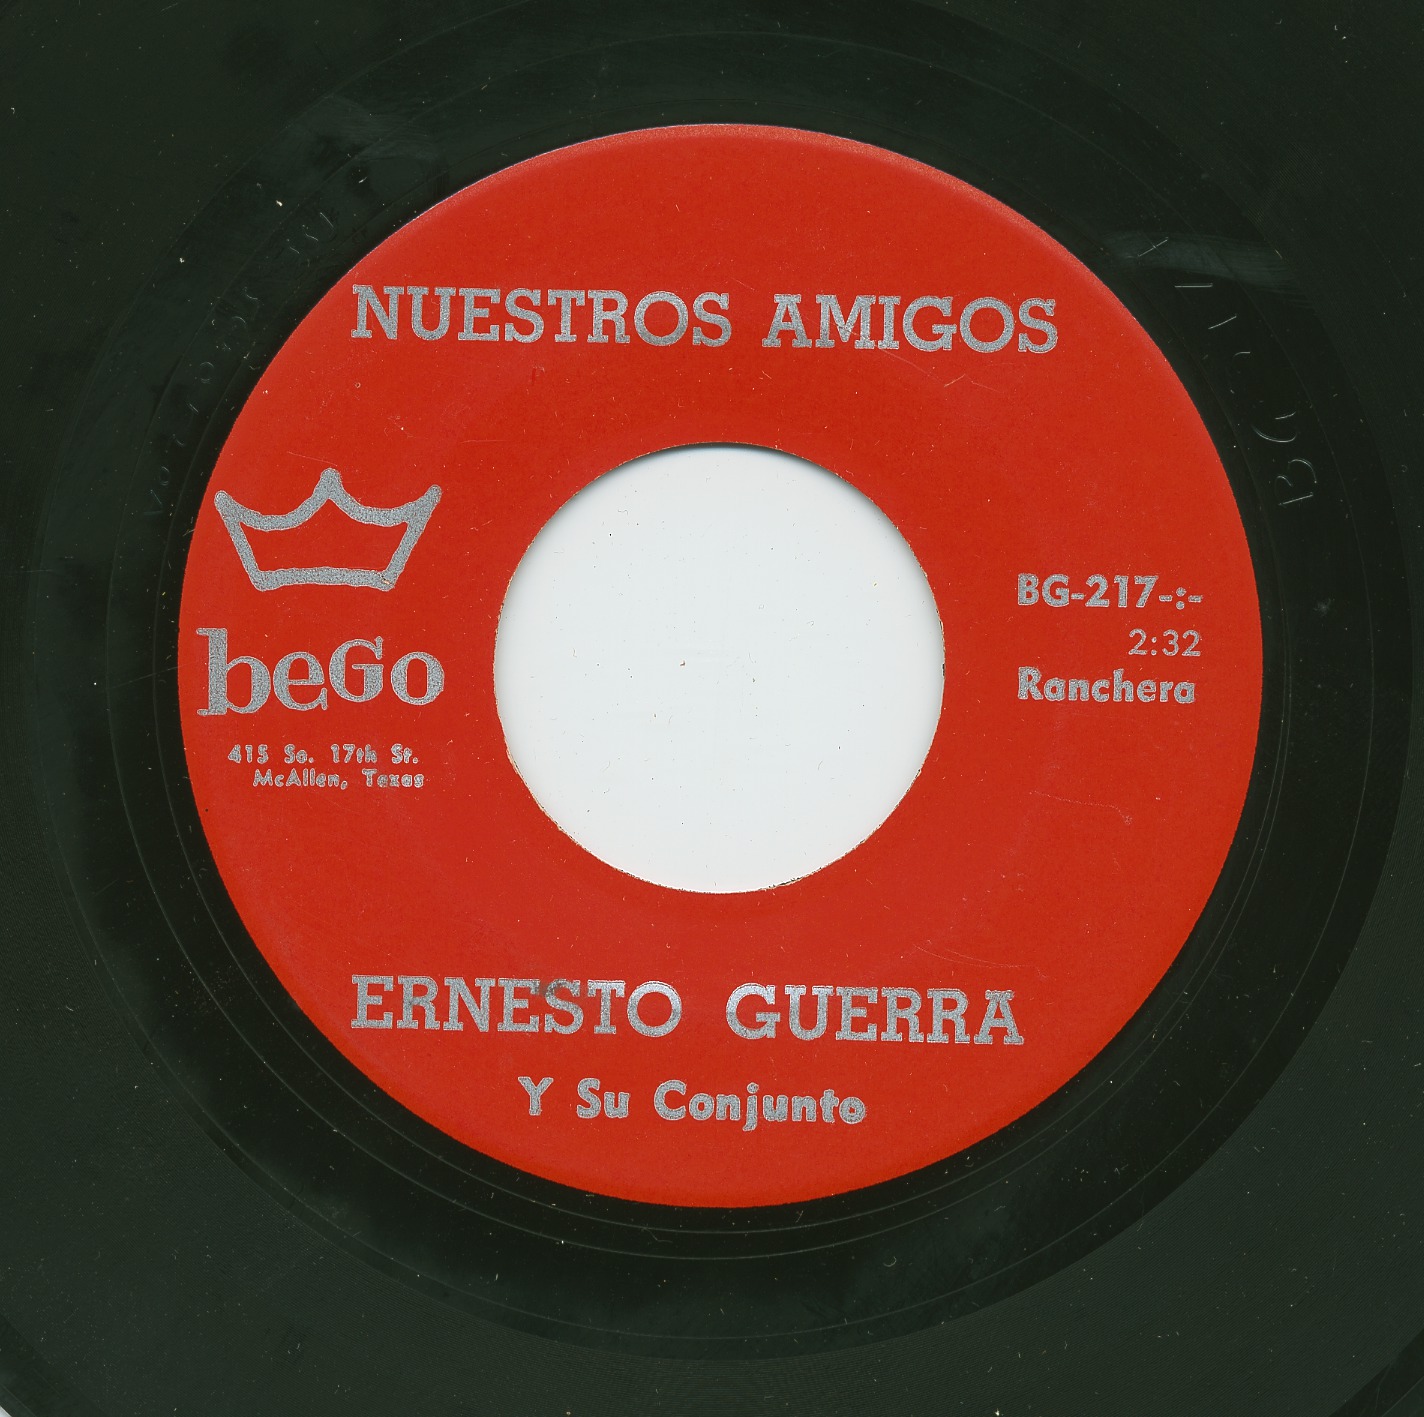 NUESTROS AMIGOS
beGo
415 So. 17th St.
McAllen, Texas
BG-217-:-
2:32
Ranchera
ERNESTO GUERRA
Y Su Conjunto